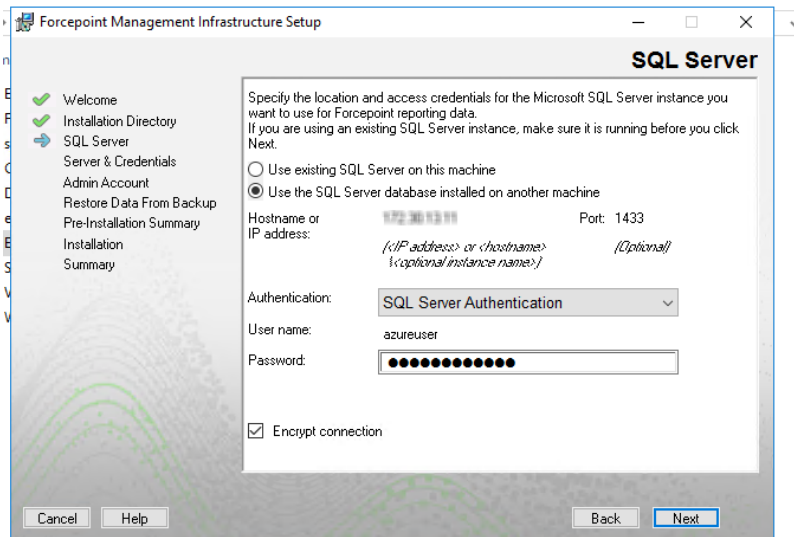 Forcepoint Management Infrastructure Setup
SQL Server
Welcome
Installation Directory
SQL Server
Server & Credentials
Admin Account
Restore Data From Backup
Pre-Installation Summary
Installation
Summary
Specify the location and access credentials for the Microsoft SQL Server instance you
want to use for Forcepoint reporting data.
If you are using an existing SQL Server instance, make sure it is running before you click
Next.
Use existing SQL Server on this machine
Use the SQL Server database installed on another machine
Hostname or
IP address:
Port: 1433
(<IP address> or <hostname>
\<optional instance name>)
(Optional)
Authentication:
SQL Server Authentication
User name:
azureuser
Password:
Encrypt connection
Cancel
Help
Back
Next